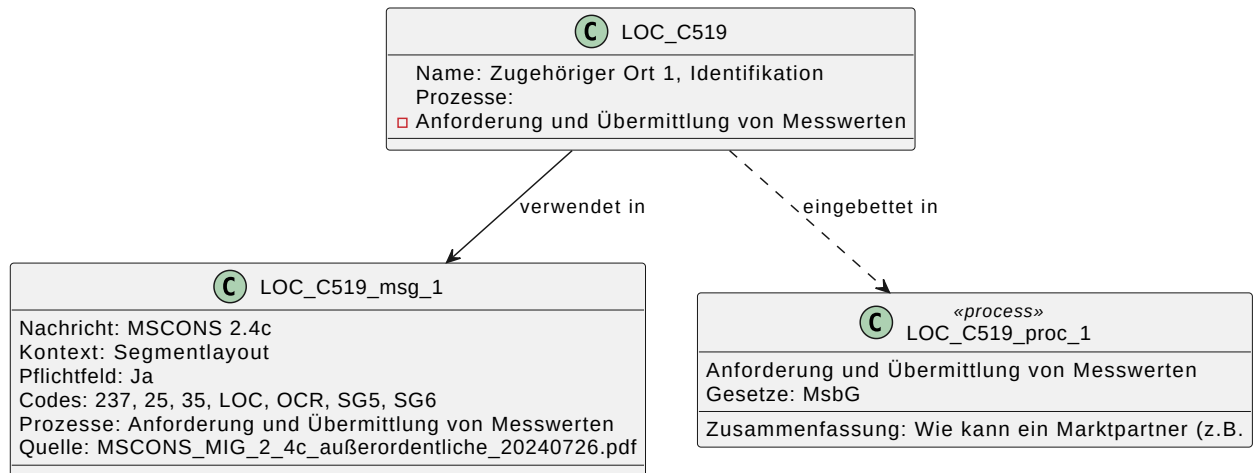 C LOC_C519
Name: Zugehöriger Ort 1, Identifikation
Prozesse:
Anforderung und Übermittlung von Messwerten
verwendet in
eingebettet in
C LOC_C519_msg_1
Nachricht: MSCONS 2.4c
Kontext: Segmentlayout
Pflichtfeld: Ja
Codes: 237, 25, 35, LOC, OCR, SG5, SG6
Prozesse: Anforderung und Übermittlung von Messwerten
Quelle: MSCONS_MIG_2_4c_außerordentliche_20240726.pdf
«process»
C LOC_C519_proc_1
Anforderung und Übermittlung von Messwerten
Gesetze: MsbG
Zusammenfassung: Wie kann ein Marktpartner (z.B.